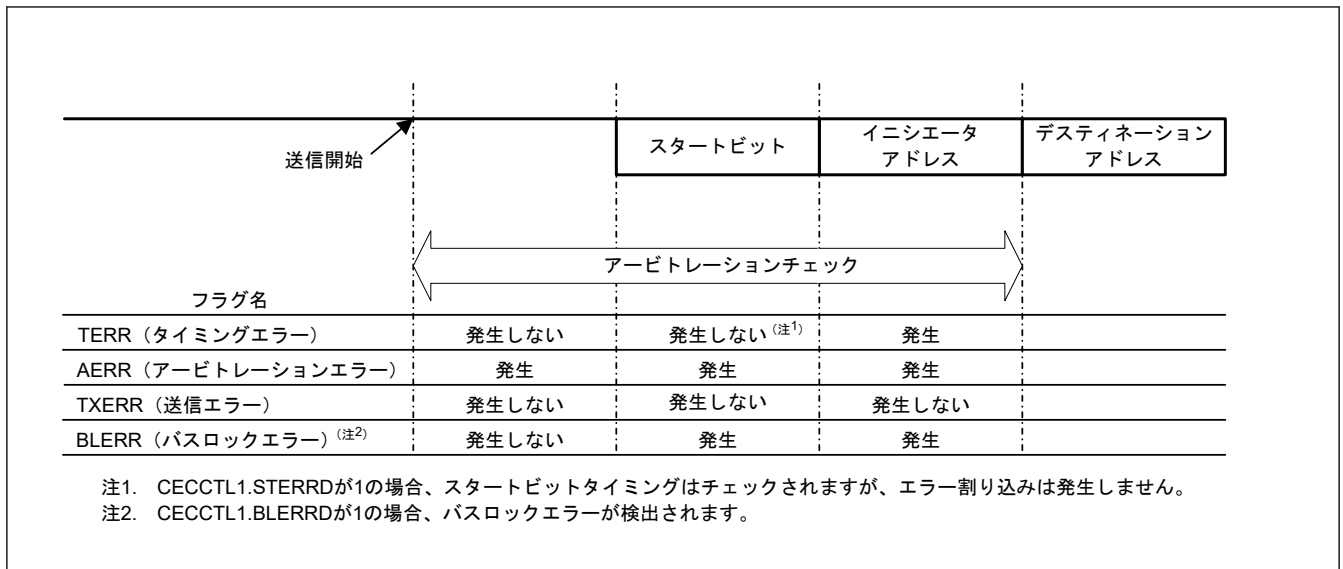 送信開始
スタートビット
イニシエータ
アドレス
デスティネーション
アドレス
アービトレーションチェック
フラグ名
TERR（タイミングエラー） 発生しない 発生しない（注1） 発生
AERR（アービトレーションエラー） 発生 発生 発生
TXERR（送信エラー） 発生しない 発生しない 発生しない
BLERR（バスロックエラー）（注2） 発生しない 発生 発生
注1. CECCTL1.STERRDが1の場合、スタートビットタイミングはチェックされますが、エラー割り込みは発生しません。
注2. CECCTL1.BLERRDが1の場合、バスロックエラーが検出されます。